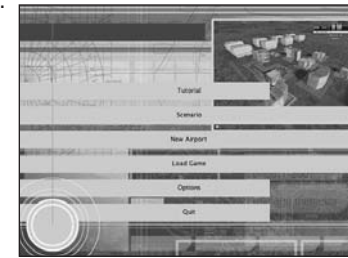 Tutorial
Scenario
New Airport
Load Game
Options
Quit